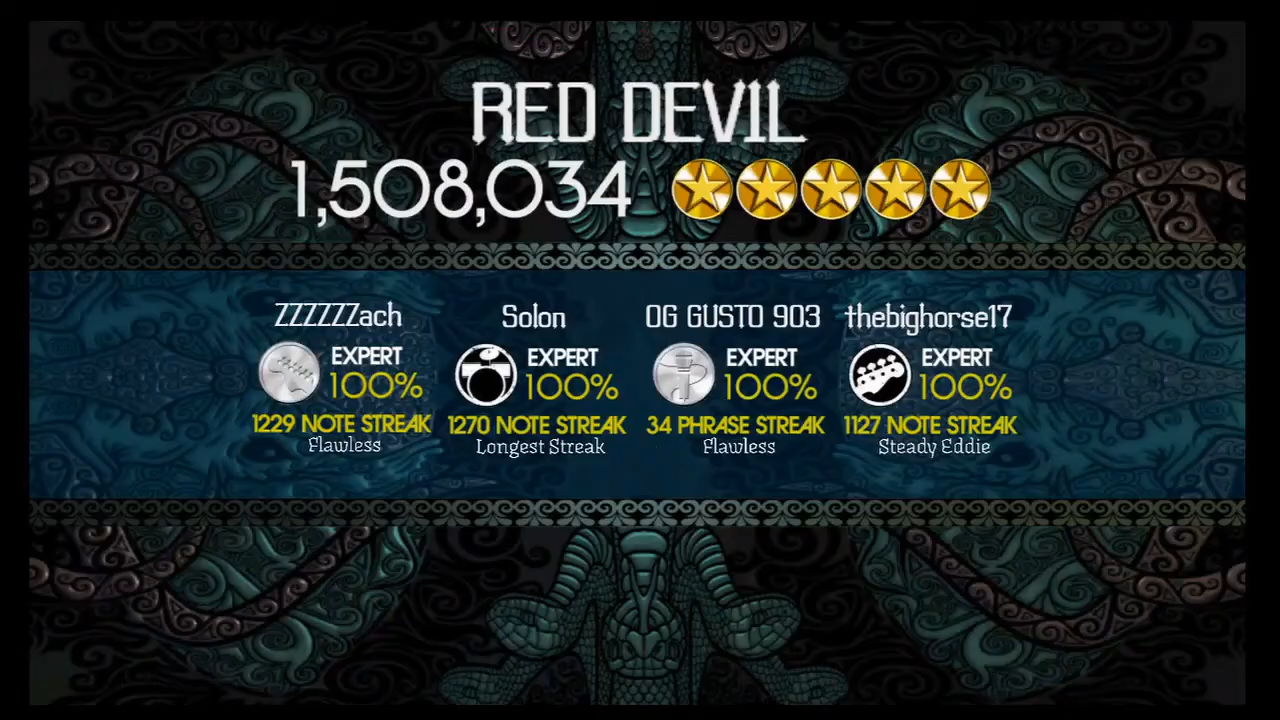 RED DEVIL
1,508,034
ZZZZZZach
EXPERT
100%
1229 NOTE STREAK
Flawless
Solon
EXPERT
100%
1270 NOTE STREAK
Longest Streak
OG GUSTO 903
EXPERT
100%
34 PHRASE STREAK
Flawless
thebighorse17
EXPERT
100%
1127 NOTE STREAK
Steady Eddie